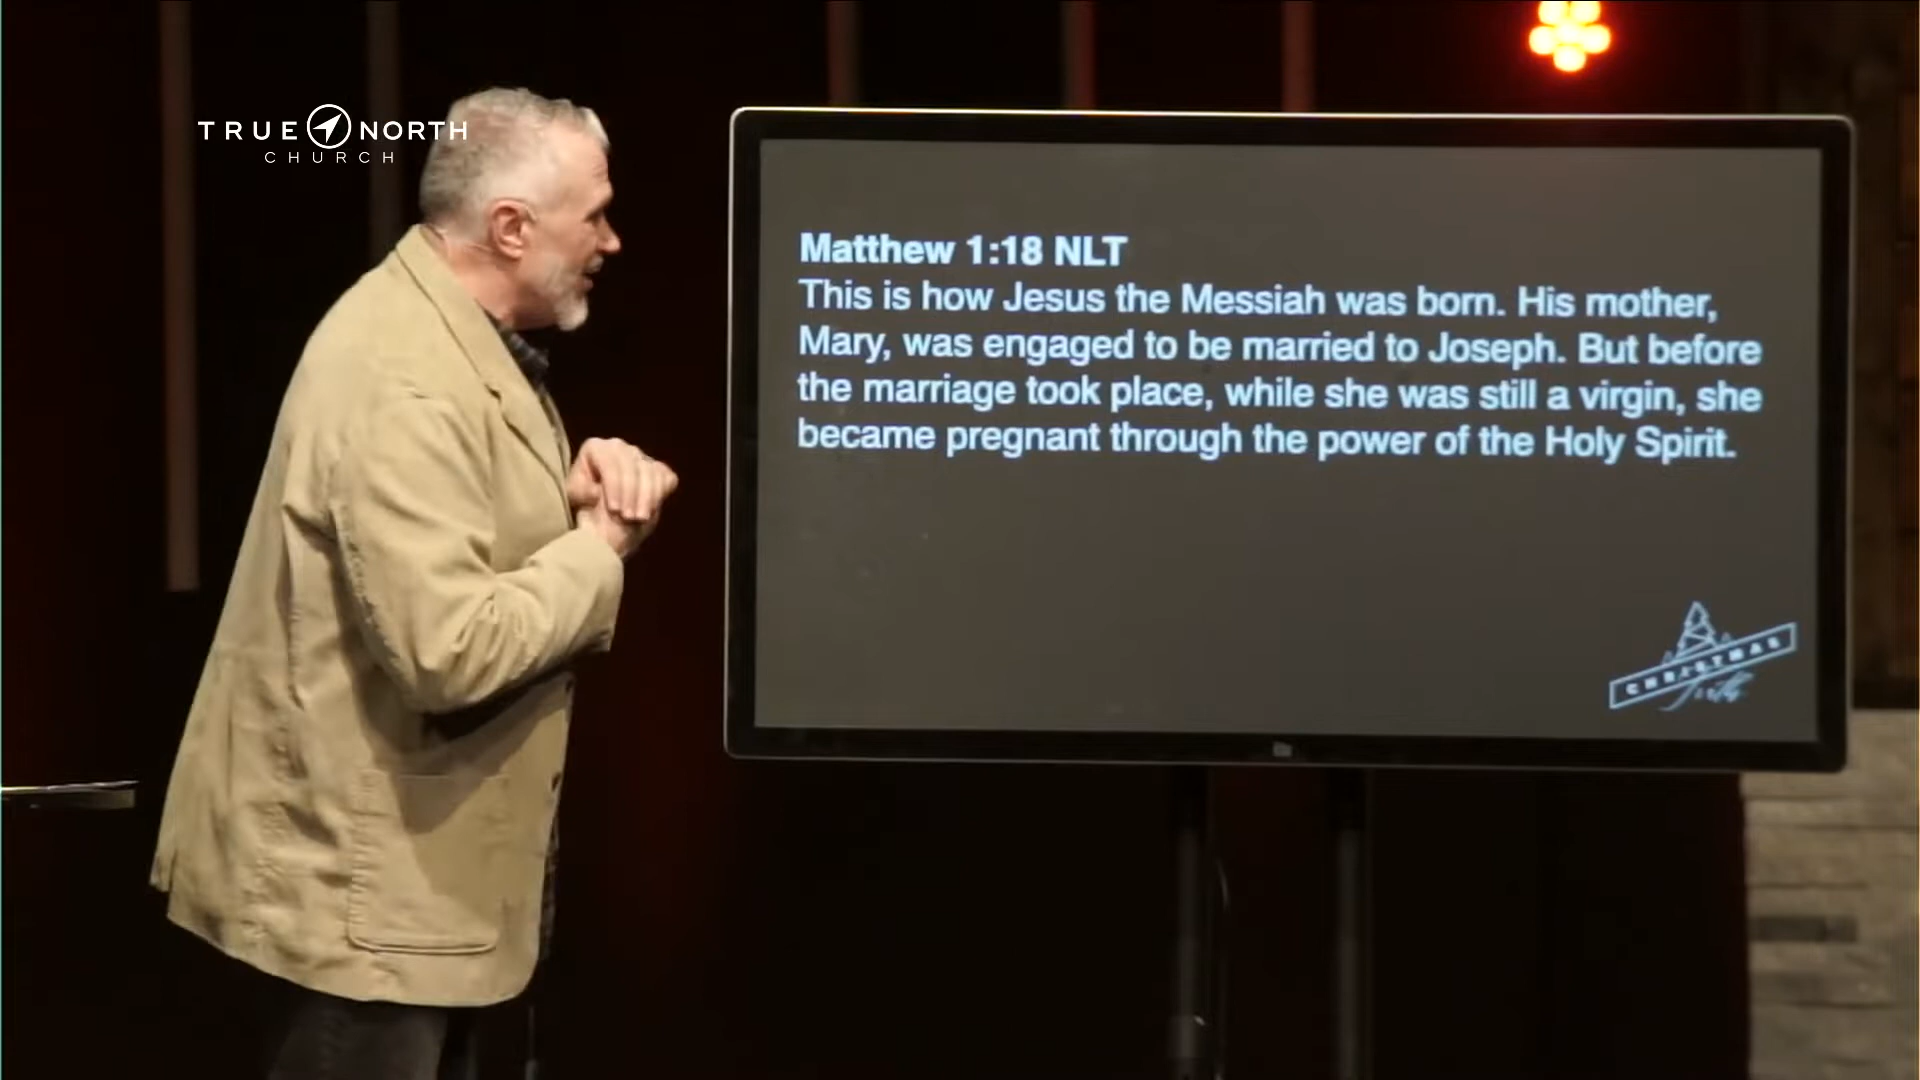 TRUE NORTH
CHURCH
Matthew 1:18 NLT
This is how Jesus the Messiah was born. His mother,
Mary, was engaged to be married to Joseph. But before
the marriage took place, while she was still a virgin, she
became pregnant through the power of the Holy Spirit.
CHRISTMAS